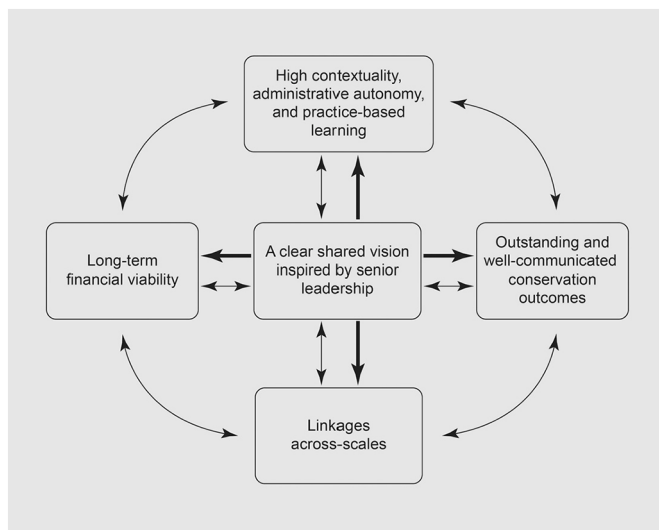 High contextuality,
administrative autonomy,
and practice-based
learning
Long-term
financial viability
A clear shared vision
inspired by senior
leadership
Outstanding and
well-communicated
conservation
outcomes
Linkages
across-scales